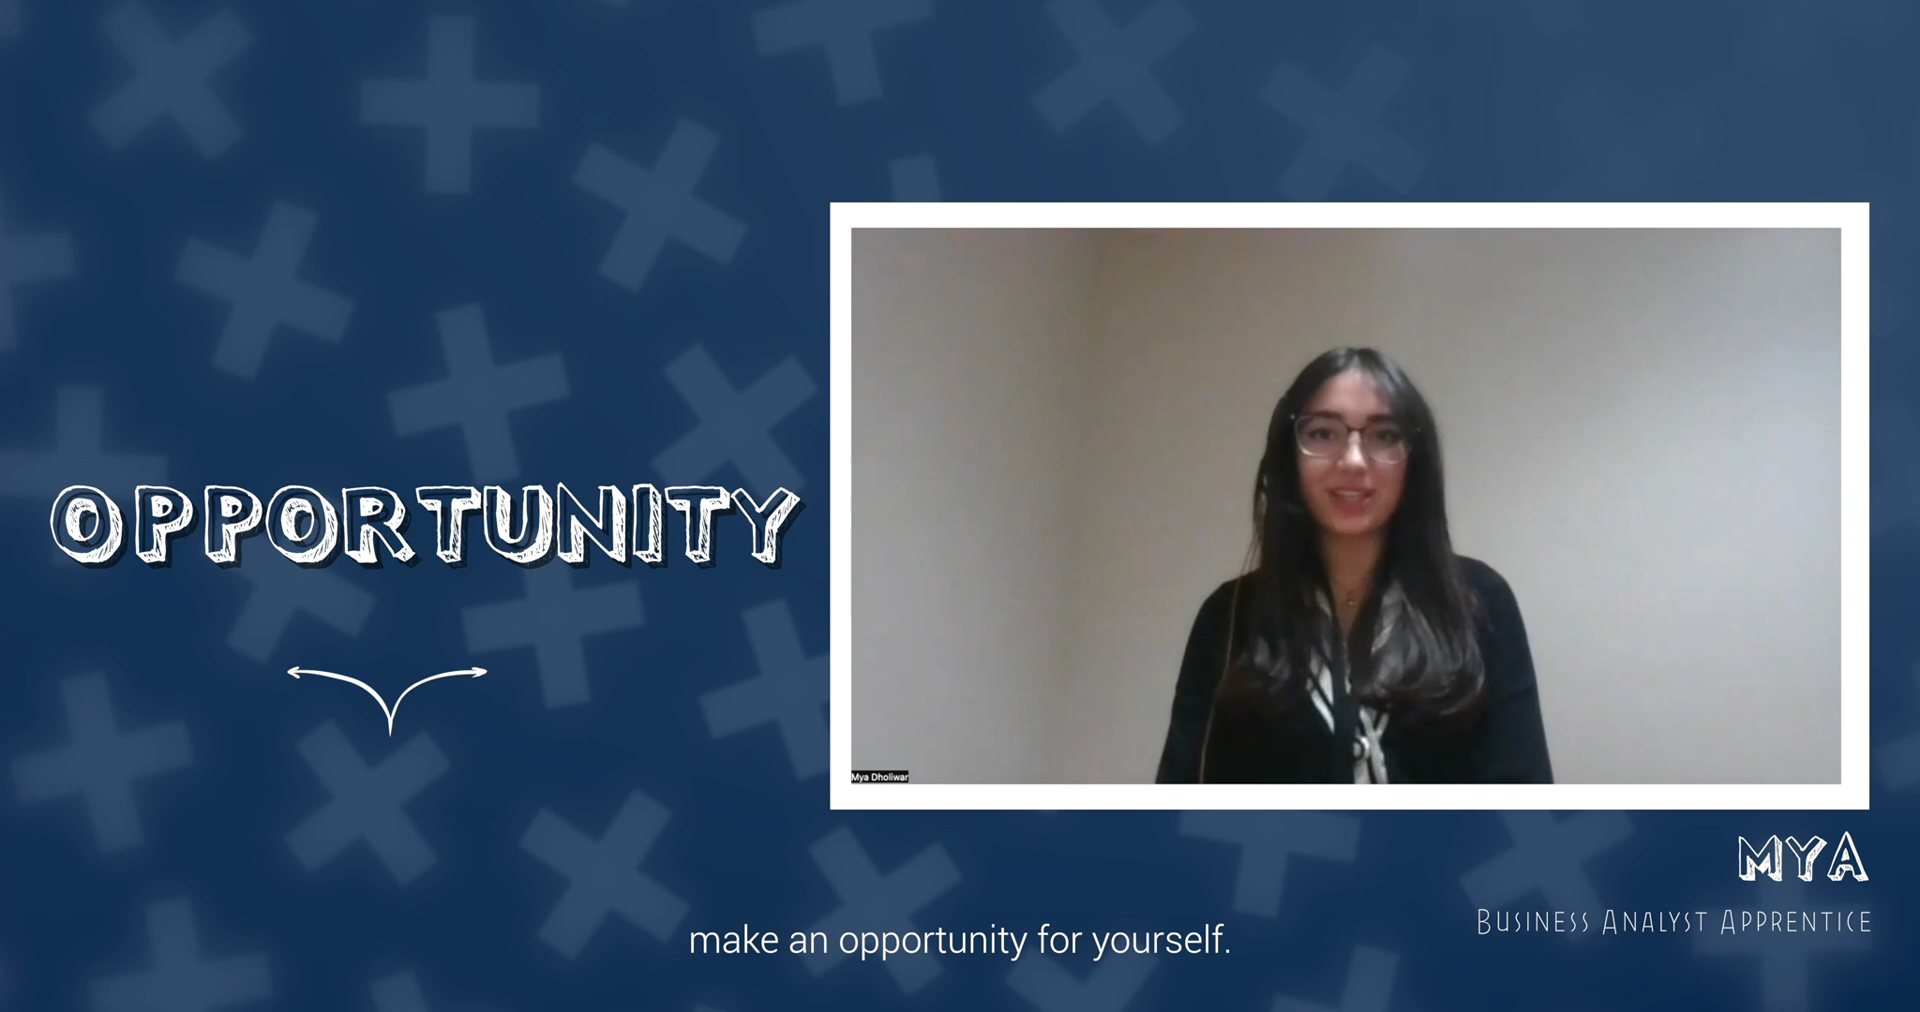 OPPORTUNITY
Mya Dholiwar
MYA
Business Analyst Apprentice
make an opportunity for yourself.